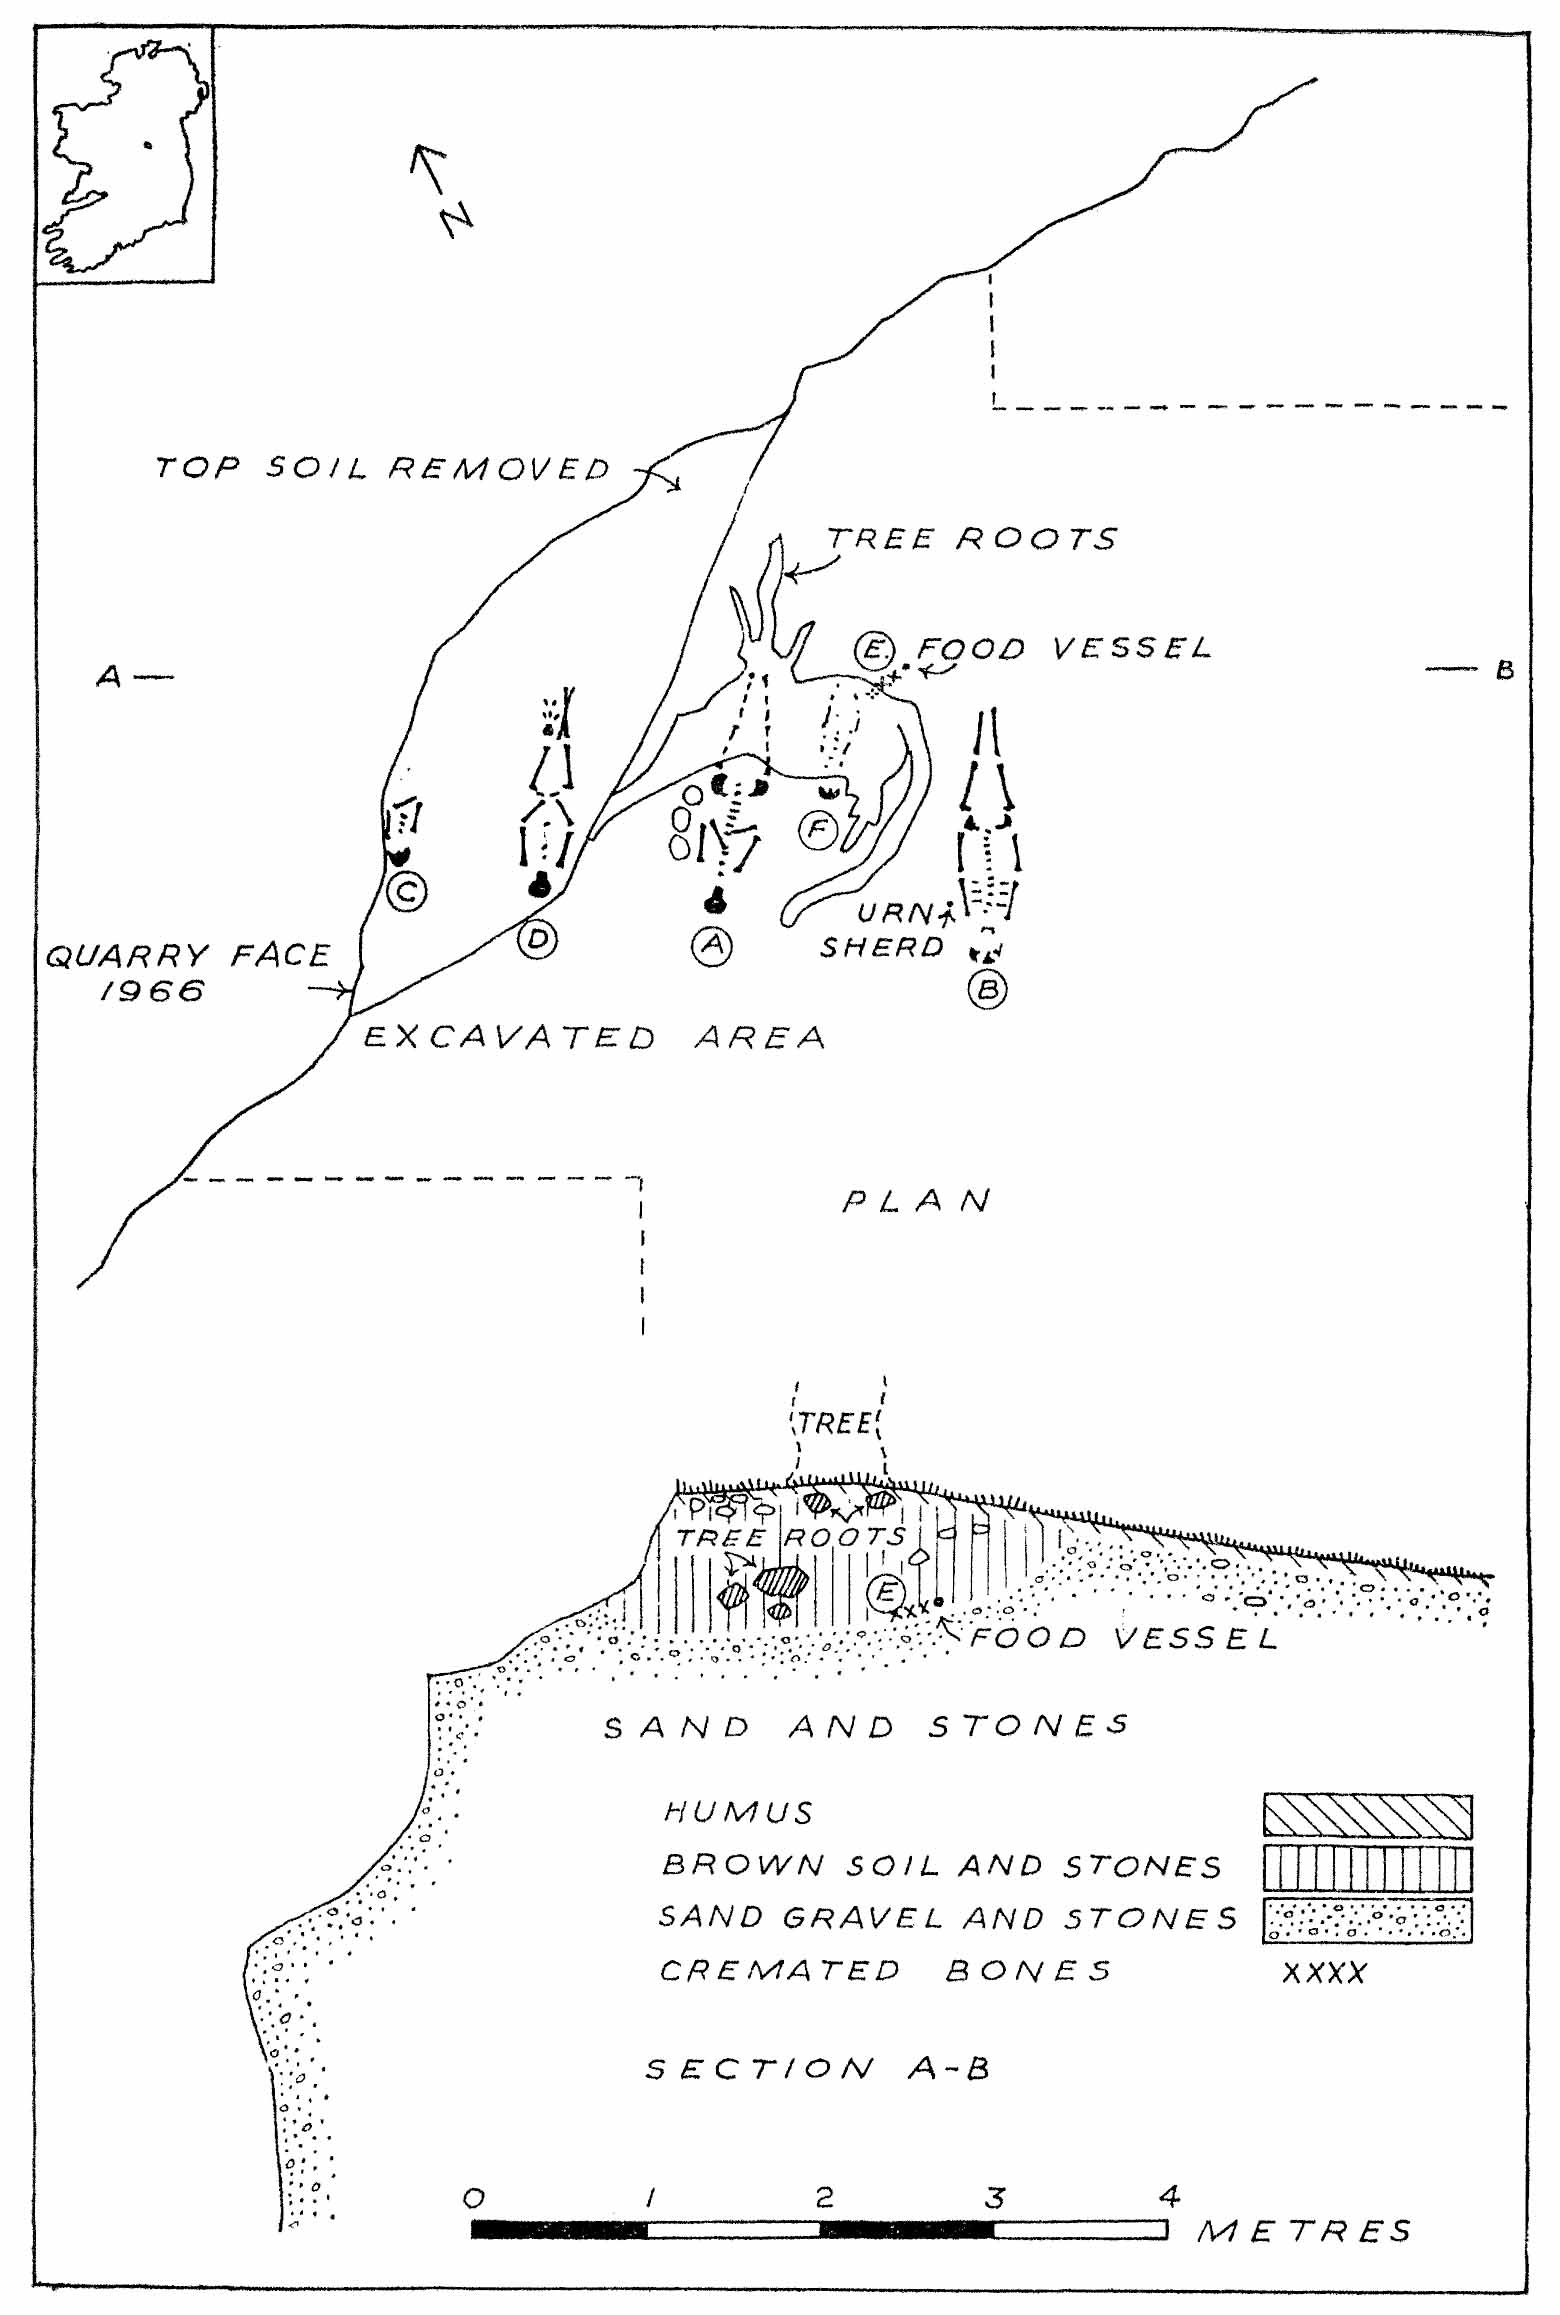 N
TOP SOIL REMOVED
TREE ROOTS
E. FOOD VESSEL
A
B
C
D
A
F
URN
SHERD
B
QUARRY FACE
1966
EXCAVATED AREA
PLAN
TREE
TREE ROOTS
E
FOOD VESSEL
SAND AND STONES
HUMUS
BROWN SOIL AND STONES
SAND GRAVEL AND STONES
CREMATED BONES XXXX
SECTION A-B
0 1 2 3 4
METRES